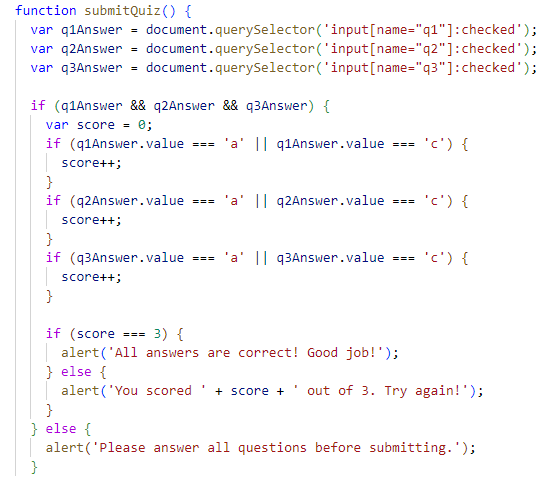 function submitQuiz() {
var q1Answer = document.querySelector('input[name="q1"]:checked');
var q2Answer = document.querySelector('input[name="q2"]:checked');
var q3Answer = document.querySelector('input[name="q3"]:checked');
if (q1Answer && q2Answer && q3Answer) {
var score = 0;
if (q1Answer.value === 'a' || q1Answer.value === 'c') {
score++;
}
if (q2Answer.value === 'a' || q2Answer.value === 'c') {
score++;
}
if (q3Answer.value === 'a' || q3Answer.value === 'c') {
score++;
}
if (score === 3) {
alert('All answers are correct! Good job!');
} else {
alert('You scored ' + score + ' out of 3. Try again!');
}
} else {
alert('Please answer all questions before submitting.');
}